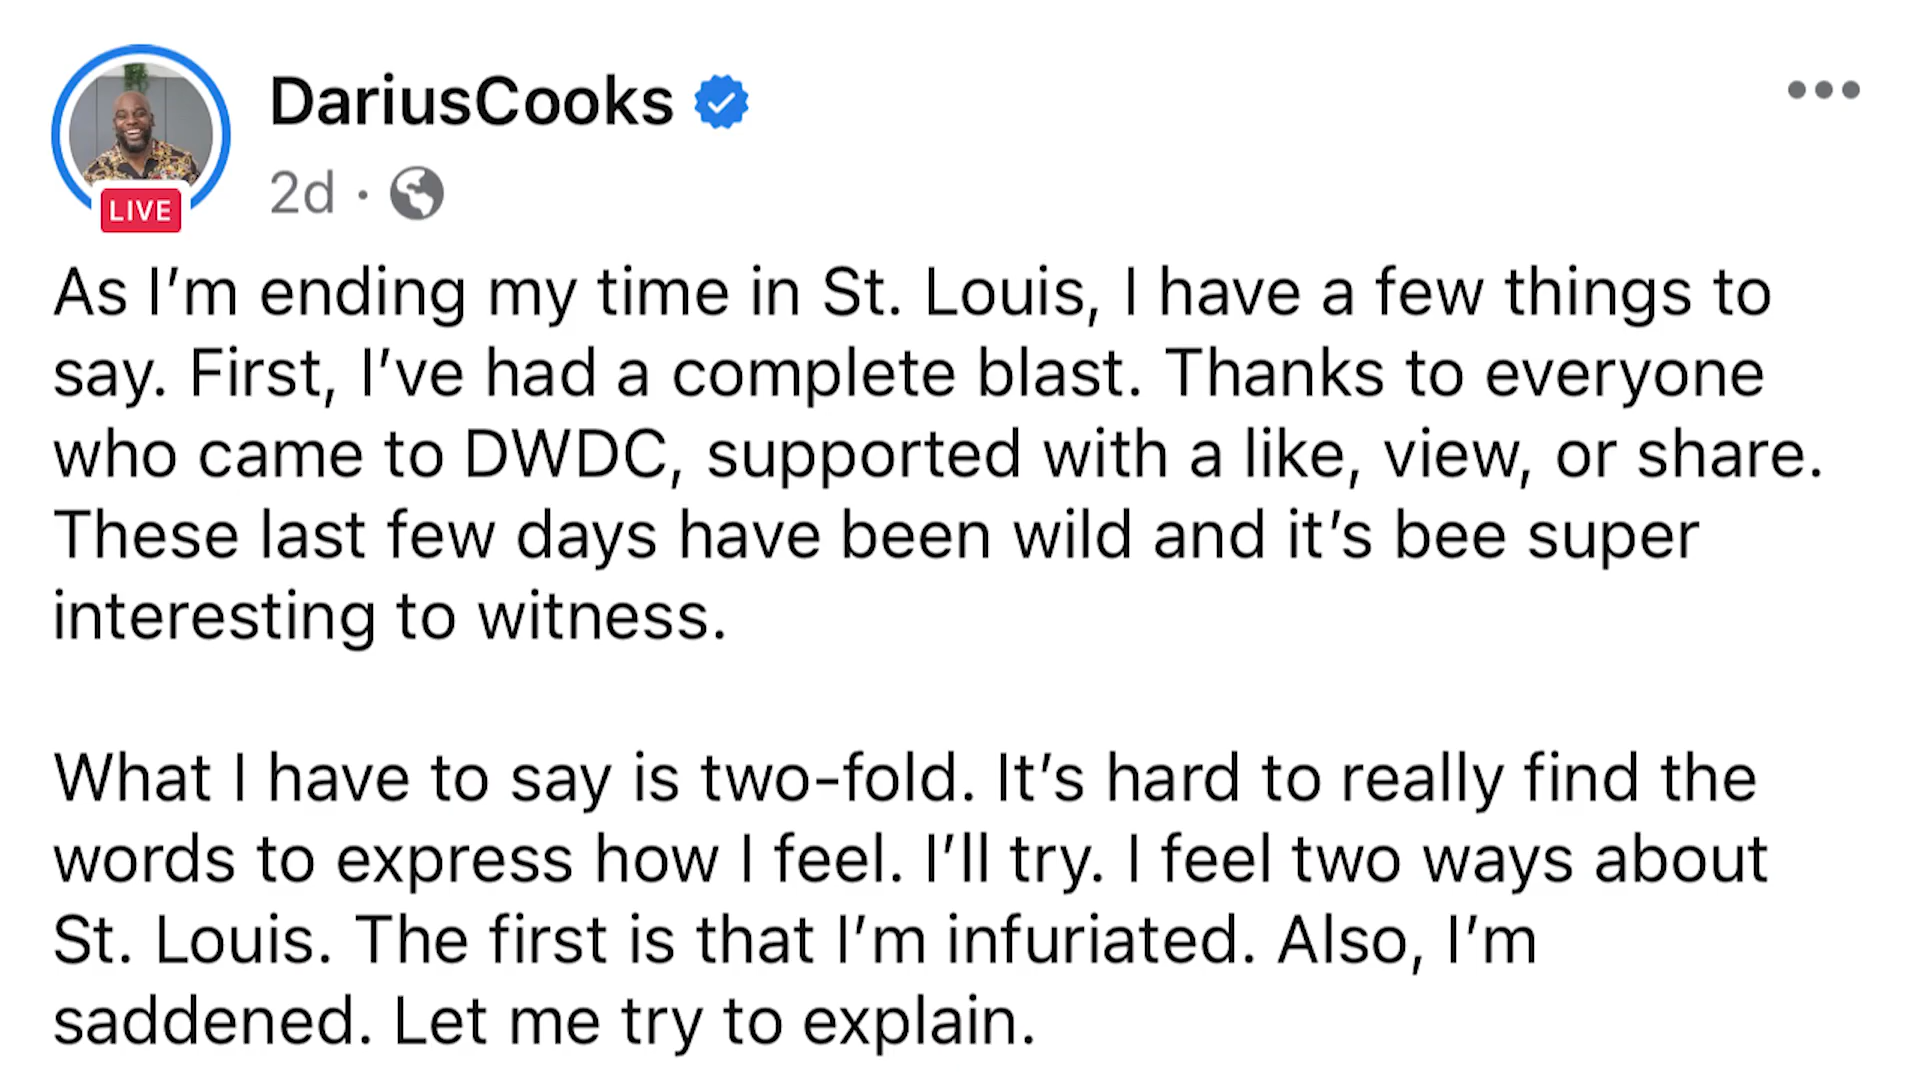 DariusCooks
2d ·
LIVE
As I’m ending my time in St. Louis, I have a few things to
say. First, I’ve had a complete blast. Thanks to everyone
who came to DWDC, supported with a like, view, or share.
These last few days have been wild and it’s bee super
interesting to witness.
What I have to say is two-fold. It’s hard to really find the
words to express how I feel. I’ll try. I feel two ways about
St. Louis. The first is that I’m infuriated. Also, I’m
saddened. Let me try to explain.